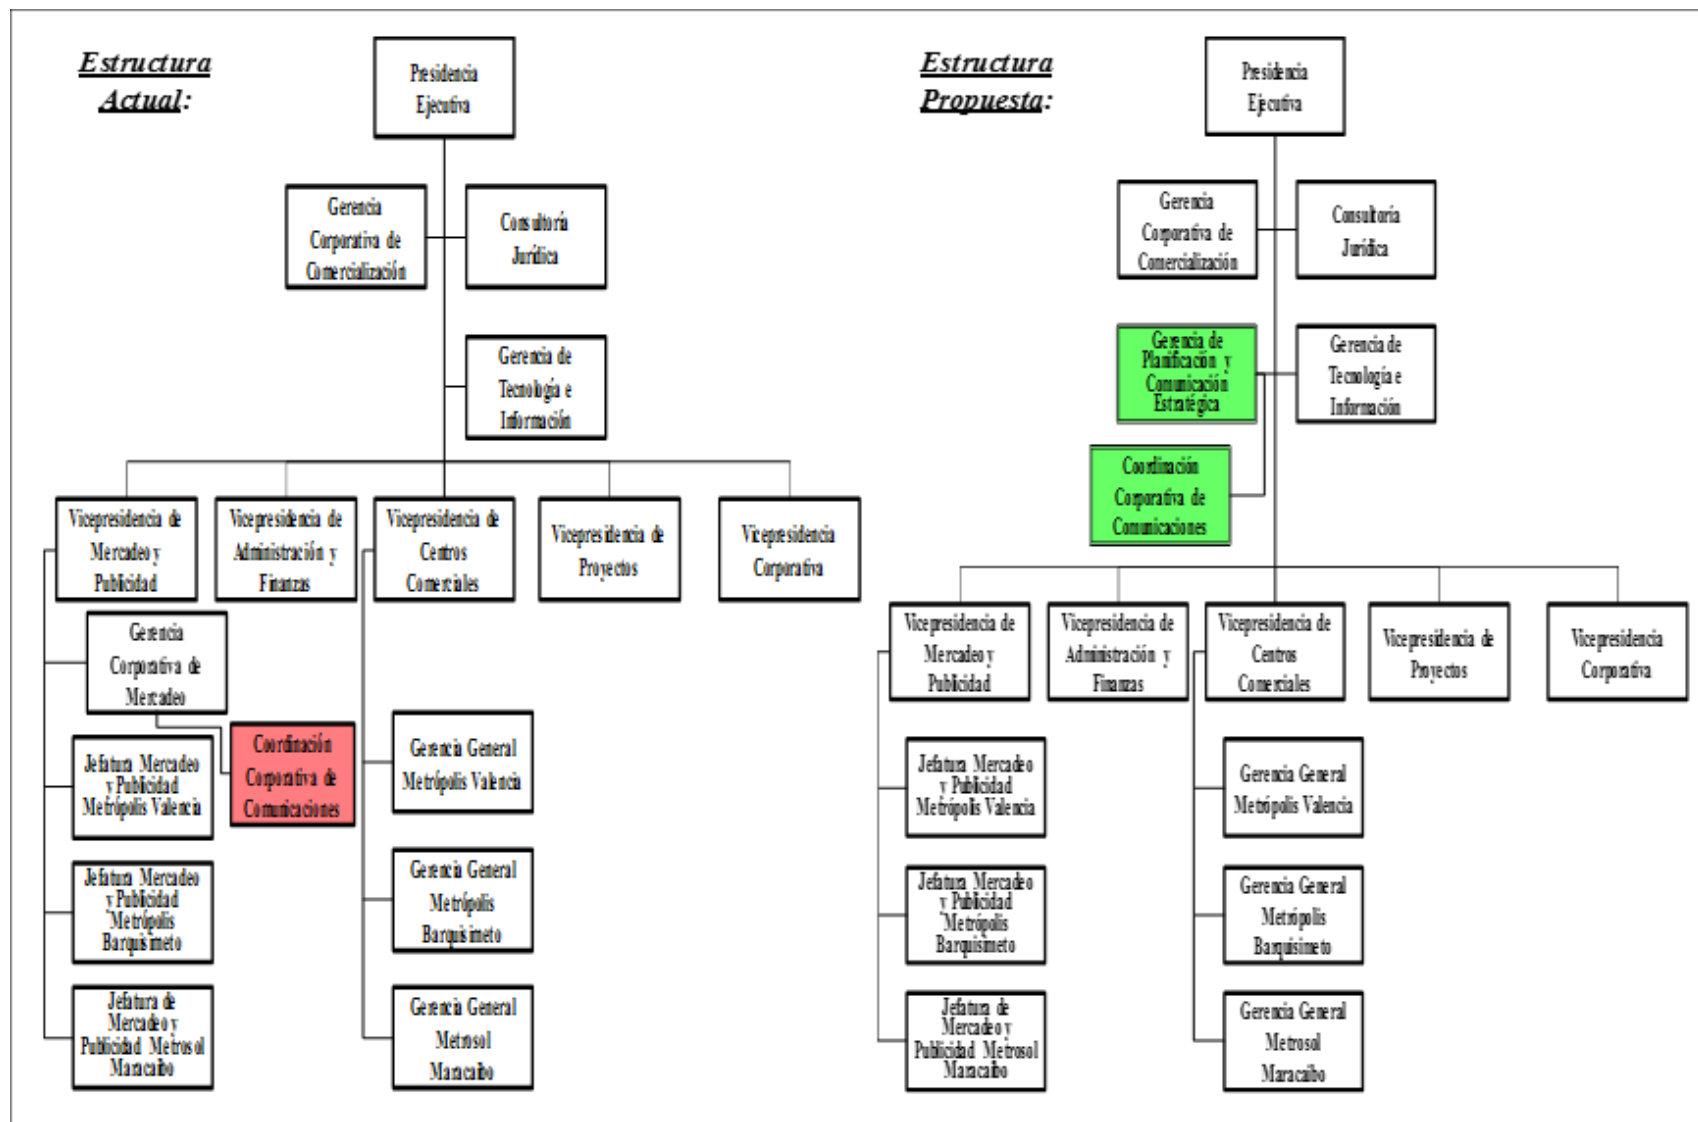 Estructura
Actual:
Presidencia
Ejecutiva
Gerencia
Corporativa de
Comercialización
Consultoría
Jurídica
Gerencia de
Tecnología e
Información
Vicepresidencia de
Mercadeo y
Publicidad
Vicepresidencia de
Administración y
Finanzas
Vicepresidencia de
Centros
Comerciales
Vicepresidencia de
Proyectos
Vicepresidencia
Corporativa
Gerencia
Corporativa de
Mercadeo
Coordinación
Corporativa de
Comunicaciones
Jefatura Mercadeo
y Publicidad
Metrópolis Valencia
Jefatura Mercadeo
y Publicidad
Metrópolis
Barquisimeto
Jefatura de
Mercadeo y
Publicidad Metrosol
Maracaibo
Gerencia General
Metrópolis Valencia
Gerencia General
Metrópolis
Barquisimeto
Gerencia General
Metrosol
Maracaibo
Estructura
Propuesta:
Presidencia
Ejecutiva
Gerencia
Corporativa de
Comercialización
Consultoría
Jurídica
Gerencia de
Planificación y
Comunicación
Estratégica
Gerencia de
Tecnología e
Información
Coordinación
Corporativa de
Comunicaciones
Vicepresidencia de
Mercadeo y
Publicidad
Vicepresidencia de
Administración y
Finanzas
Vicepresidencia de
Centros
Comerciales
Vicepresidencia de
Proyectos
Vicepresidencia
Corporativa
Jefatura Mercadeo
y Publicidad
Metrópolis Valencia
Jefatura Mercadeo
y Publicidad
Metrópolis
Barquisimeto
Jefatura de
Mercadeo y
Publicidad Metrosol
Maracaibo
Gerencia General
Metrópolis Valencia
Gerencia General
Metrópolis
Barquisimeto
Gerencia General
Metrosol
Maracaibo